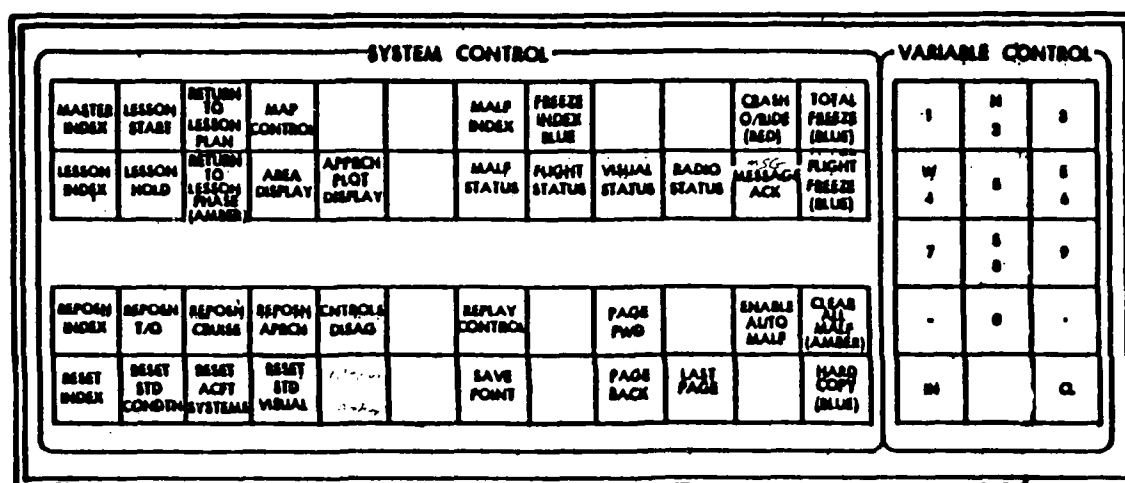 SYSTEM CONTROL
VARIABLE CONTROL
MASTER INDEX
LESSON START
RETURN TO LESSON PLAN
MAP CONTROL
MALF INDEX
FREEZE INDEX BLUE
CRASH O/RIDE (RED)
TOTAL FREEZE (BLUE)
1
N 2
3
LESSON INDEX
LESSON HOLD
RETURN TO LESSON PHASE (AMBER)
AREA DISPLAY
APPRCH PLOT DISPLAY
MALF STATUS
FLIGHT STATUS
VISUAL STATUS
RADIO STATUS
MSG MESSAGE ACK
FLIGHT FREEZE (BLUE)
W 4
5
E 6
7
S 8
9
REPOSN INDEX
REPOSN T/O
REPOSN CRUISE
REPOSN APRCH
CNTROLS DISAG
REPLAY CONTROL
PAGE FWD
ENABLE AUTO MALF
CLEAR ALL MALF (AMBER)
-
0
.
RESET INDEX
RESET STD CONDTN
RESET ACFT SYSTEMS
RESET STD VISUAL
SAVE POINT
PAGE BACK
LAST PAGE
HARD COPY (BLUE)
IN
CL